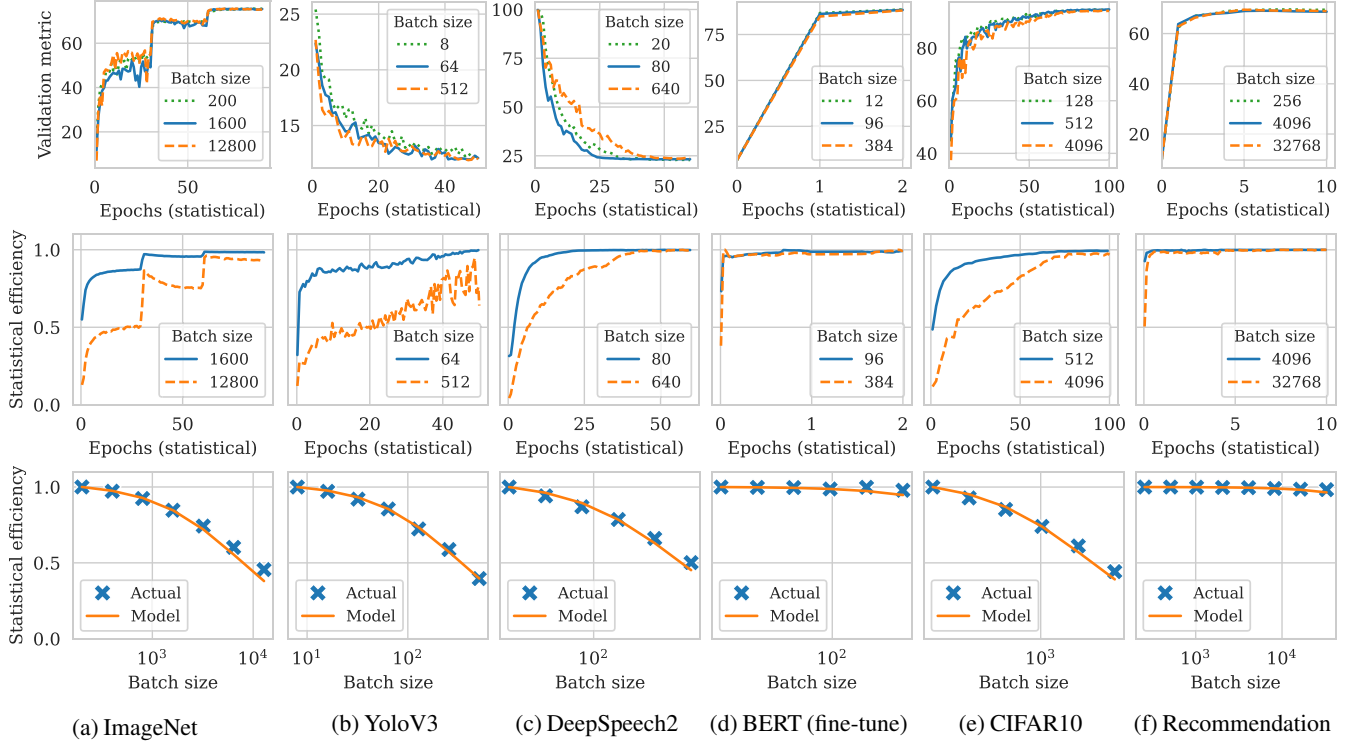 Validation metric
60
40
20
0
50
Epochs (statistical)
Batch size
200
1600
12800
25
20
15
0
20
40
Epochs (statistical)
Batch size
8
64
512
100
75
50
25
0
25
50
Epochs (statistical)
Batch size
20
80
640
75
50
25
0
1
2
Epochs (statistical)
Batch size
12
96
384
80
60
40
0
50
100
Epochs (statistical)
Batch size
128
512
4096
60
40
20
0
5
10
Epochs (statistical)
Batch size
256
4096
32768
Statistical efficiency
1.0
0.5
0.0
0
50
Epochs (statistical)
Batch size
1600
12800
0
20
40
Epochs (statistical)
Batch size
64
512
0
20
40
60
Epochs (statistical)
Batch size
80
640
0
1
2
Epochs (statistical)
Batch size
96
384
0
50
100
Epochs (statistical)
Batch size
512
4096
0
5
10
Epochs (statistical)
Batch size
4096
32768
Statistical efficiency
1.0
0.5
0.0
Actual
Model
10³
10⁴
Batch size
Actual
Model
10¹
10²
Batch size
Actual
Model
10²
Batch size
Actual
Model
10²
Batch size
Actual
Model
10³
Batch size
Actual
Model
10³
10⁴
Batch size
(a) ImageNet
(b) YoloV3
(c) DeepSpeech2
(d) BERT (fine-tune)
(e) CIFAR10
(f) Recommendation